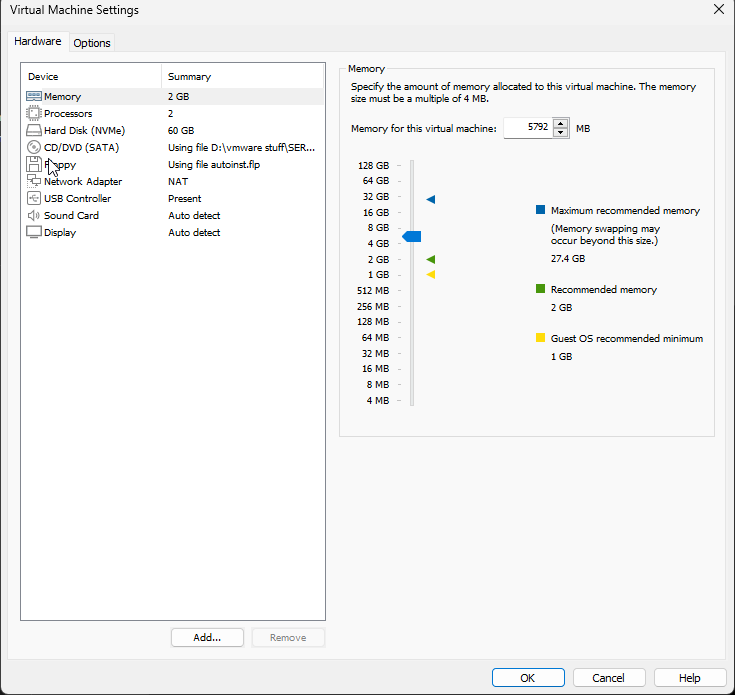 Virtual Machine Settings
Hardware Options
Device Summary
Memory 2 GB
Processors 2
Hard Disk (NVMe) 60 GB
CD/DVD (SATA) Using file D:\vmware stuff\SER...
Using file autoinst.flp
Network Adapter NAT
USB Controller Present
Sound Card Auto detect
Display Auto detect
Add... Remove
Memory
Specify the amount of memory allocated to this virtual machine. The memory
size must be a multiple of 4 MB.
Memory for this virtual machine: 5792 MB
128 GB
64 GB
32 GB
16 GB
8 GB
4 GB
2 GB
1 GB
512 MB
256 MB
128 MB
64 MB
32 MB
16 MB
8 MB
4 MB
Maximum recommended memory
(Memory swapping may
occur beyond this size.)
27.4 GB
Recommended memory
2 GB
Guest OS recommended minimum
1 GB
OK Cancel Help